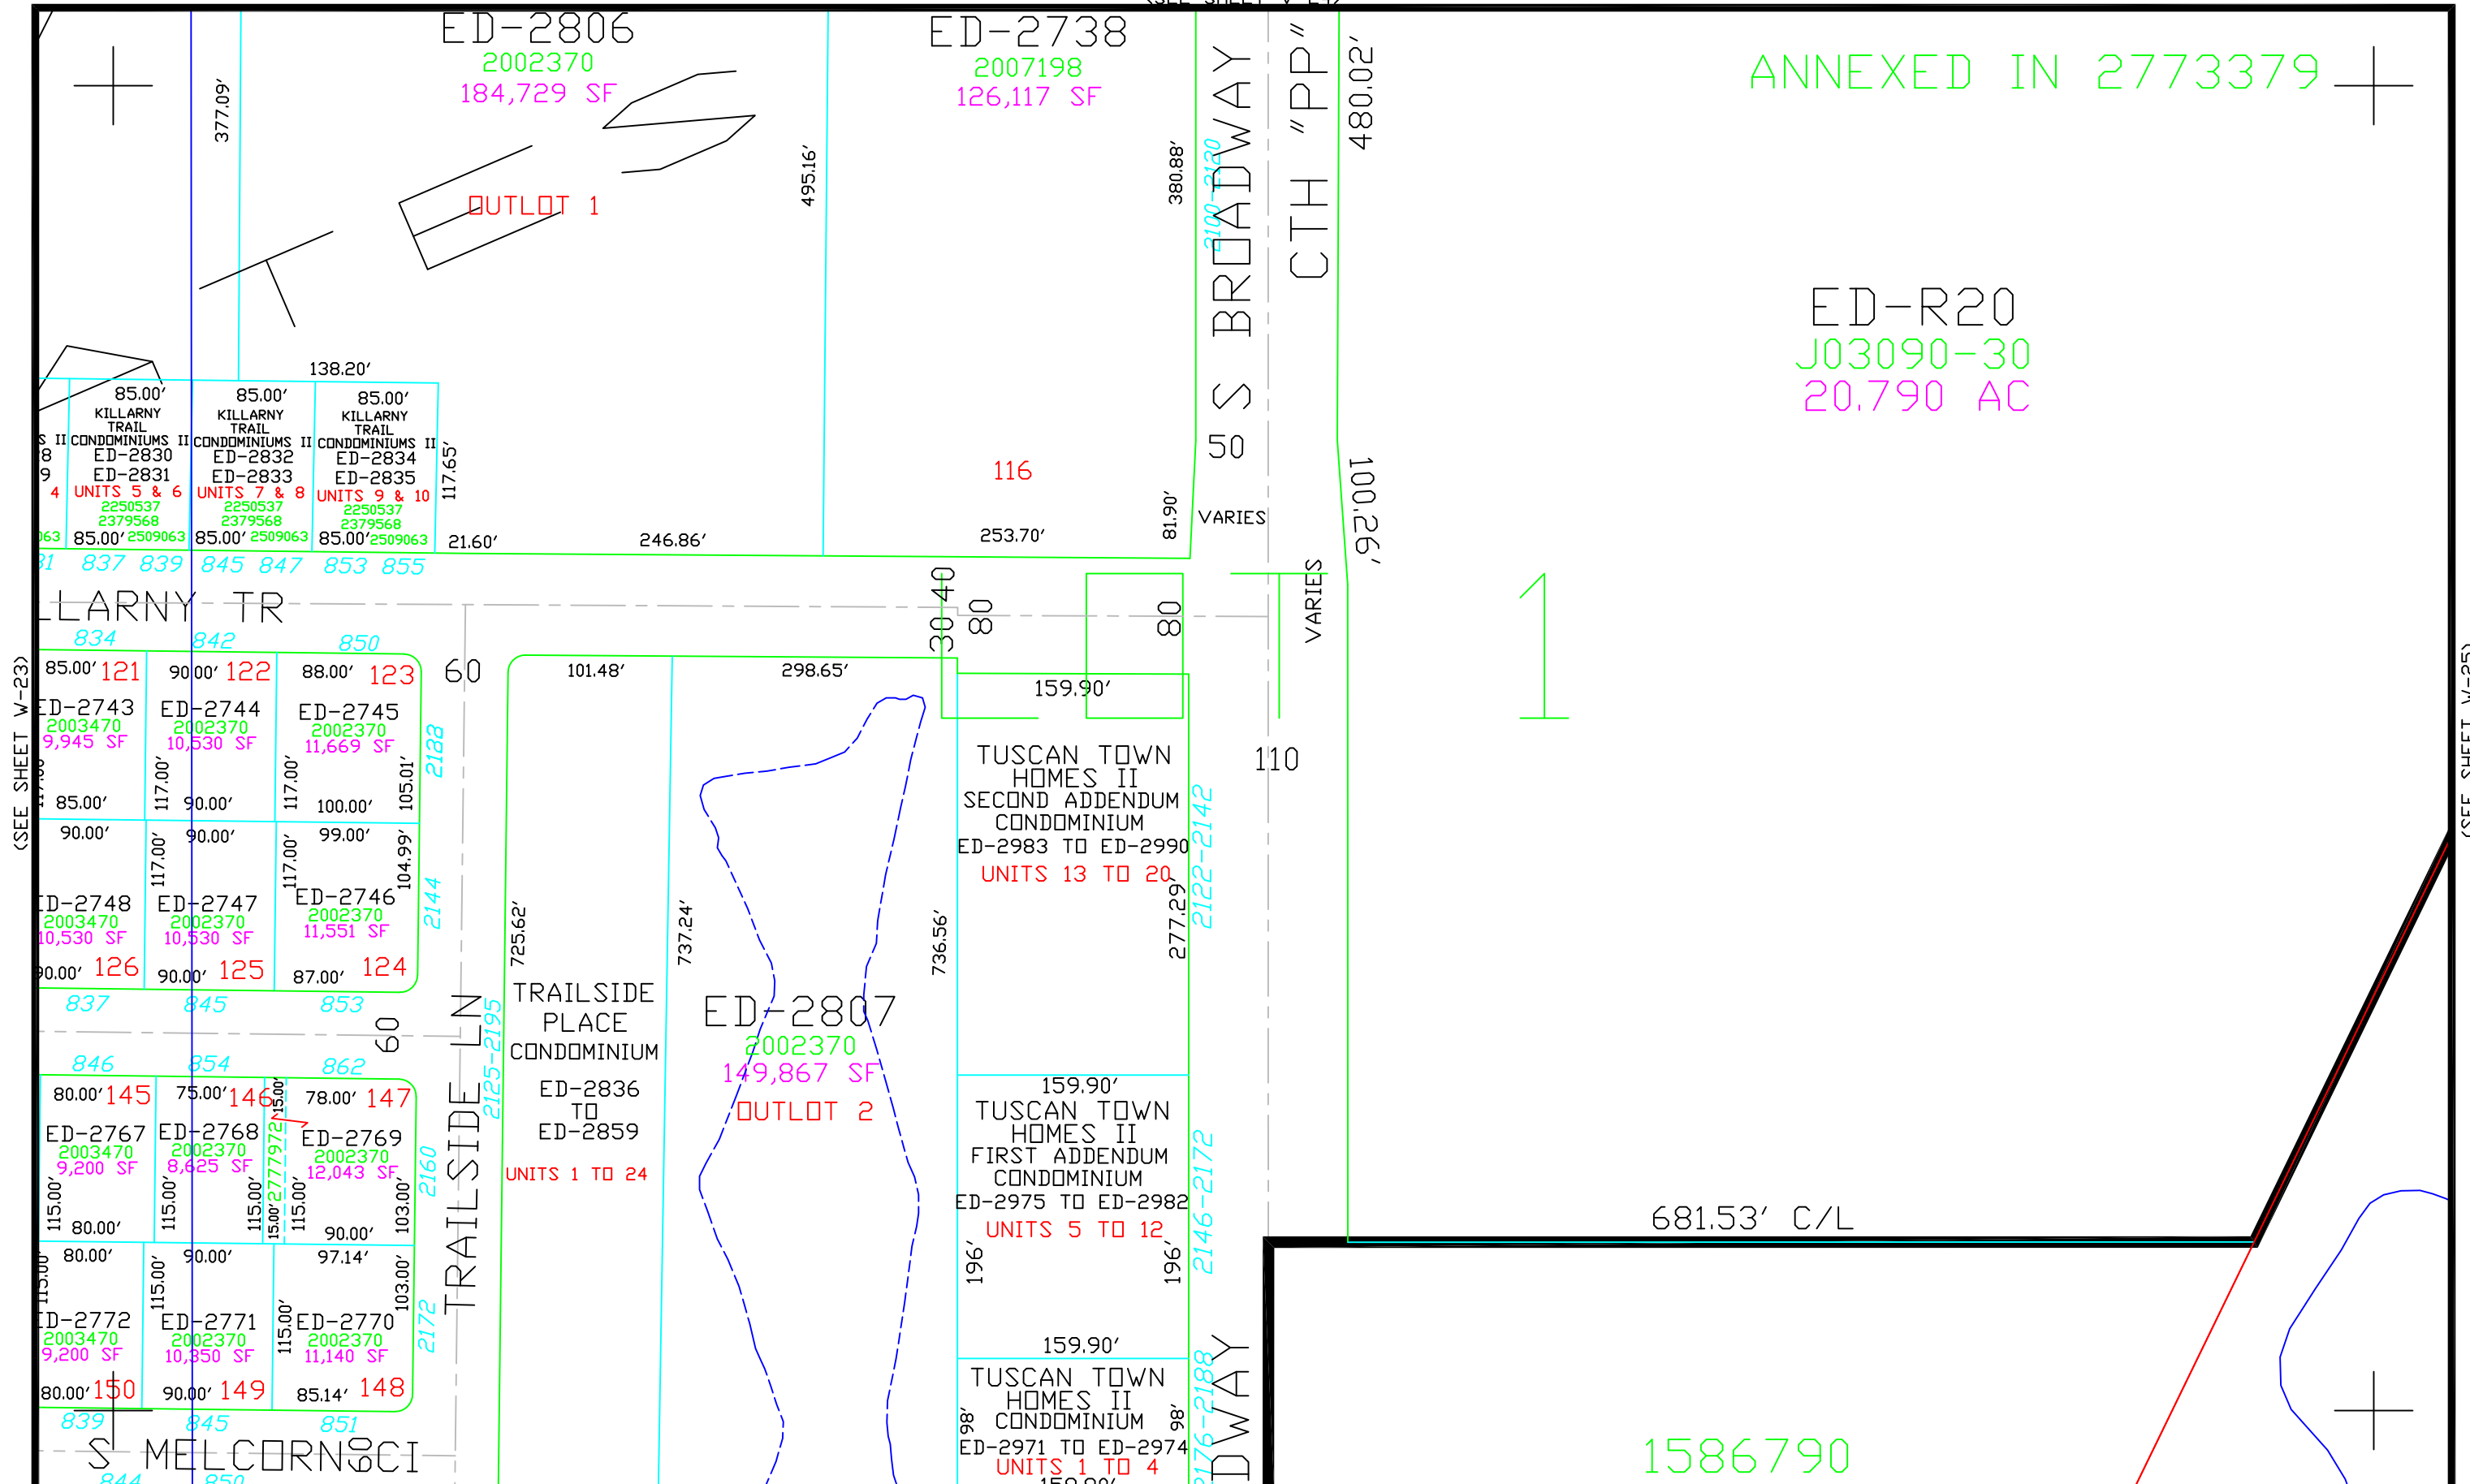 ED-2806
2002370
184,729 SF
OUTLOT 1
377.09'
495.16'
138.20'
ED-2738
2007198
126,117 SF
380.88'
116
81.90'
253.70'
246.86'
21.60'
2100-2120
S BROADWAY
CTH "PP"
480.02'
50
VARIES
100.26'
VARIES
ANNEXED IN 2773379
ED-R20
J03090-30
20.790 AC
85.00'
KILLARNY
TRAIL
CONDOMINIUMS II
ED-2830
ED-2831
UNITS 5 & 6
2250537
2379568
85.00' 2509063
85.00'
KILLARNY
TRAIL
CONDOMINIUMS II
ED-2832
ED-2833
UNITS 7 & 8
2250537
2379568
85.00' 2509063
85.00'
KILLARNY
TRAIL
CONDOMINIUMS II
ED-2834
ED-2835
UNITS 9 & 10
2250537
2379568
85.00' 2509063
117.65'
837 839 845 847 853 855
LLARNY TR
834 842 850
30 40
80
80
LOT 1
(SEE SHEET W-23)
(SEE SHEET W-25)
85.00' 121
ED-2743
2003470
9,945 SF
85.00'
90.00' 122
ED-2744
2002370
10,530 SF
117.00'
90.00'
88.00' 123
ED-2745
2002370
11,669 SF
117.00'
100.00'
105.01'
2188
60
90.00'
ED-2748
2003470
10,530 SF
90.00' 126
90.00'
117.00'
ED-2747
2002370
10,530 SF
90.00' 125
99.00'
117.00'
104.99'
ED-2746
2002370
11,551 SF
87.00' 124
2144
837 845 853
60
846 854 862
TRAILSIDE LN
2125-2195
80.00' 145
ED-2767
2003470
9,200 SF
115.00'
80.00'
75.00' 146
ED-2768
2002370
8,625 SF
115.00'
115.00'
15.00'
2777972
15.00'
78.00' 147
ED-2769
2002370
12,043 SF
115.00'
103.00'
90.00'
2160
80.00'
115.00'
ED-2772
2003470
9,200 SF
80.00' 150
90.00'
115.00'
ED-2771
2002370
10,350 SF
90.00' 149
97.14'
115.00'
103.00'
ED-2770
2002370
11,140 SF
85.14' 148
2172
839 845 851
S MELCORN CI
60
844 850
101.48'
725.62'
737.24'
TRAILSIDE
PLACE
CONDOMINIUM
ED-2836
TO
ED-2859
UNITS 1 TO 24
298.65'
736.56'
ED-2807
2002370
149,867 SF
OUTLOT 2
159.90'
TUSCAN TOWN
HOMES II
SECOND ADDENDUM
CONDOMINIUM
ED-2983 TO ED-2990
UNITS 13 TO 20
277.29'
2122-2142
110
159.90'
TUSCAN TOWN
HOMES II
FIRST ADDENDUM
CONDOMINIUM
ED-2975 TO ED-2982
UNITS 5 TO 12
196'
196'
2146-2172
159.90'
TUSCAN TOWN
HOMES II
CONDOMINIUM
98'
98'
ED-2971 TO ED-2974
UNITS 1 TO 4
159.90'
2176-2188
DWAY
681.53' C/L
1586790